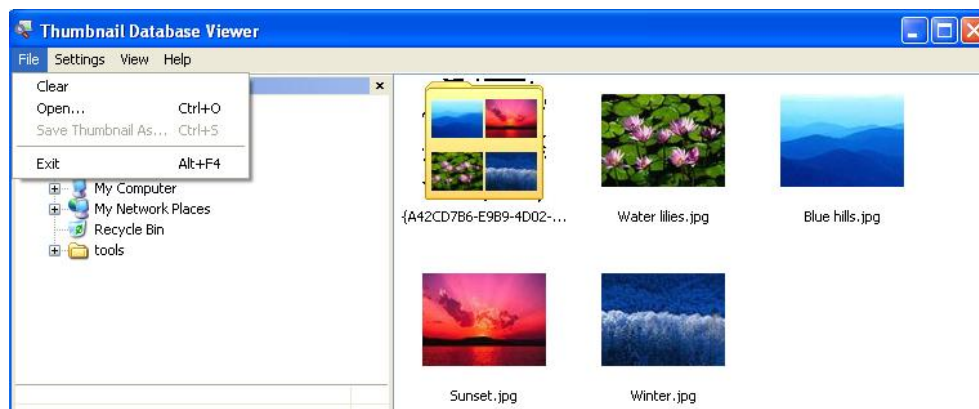 Thumbnail Database Viewer
File Settings View Help
Clear
Open... Ctrl+O
Save Thumbnail As... Ctrl+S
Exit Alt+F4
My Computer
My Network Places
Recycle Bin
tools
{A42CD7B6-E9B9-4D02-...
Water lilies.jpg
Blue hills.jpg
Sunset.jpg
Winter.jpg